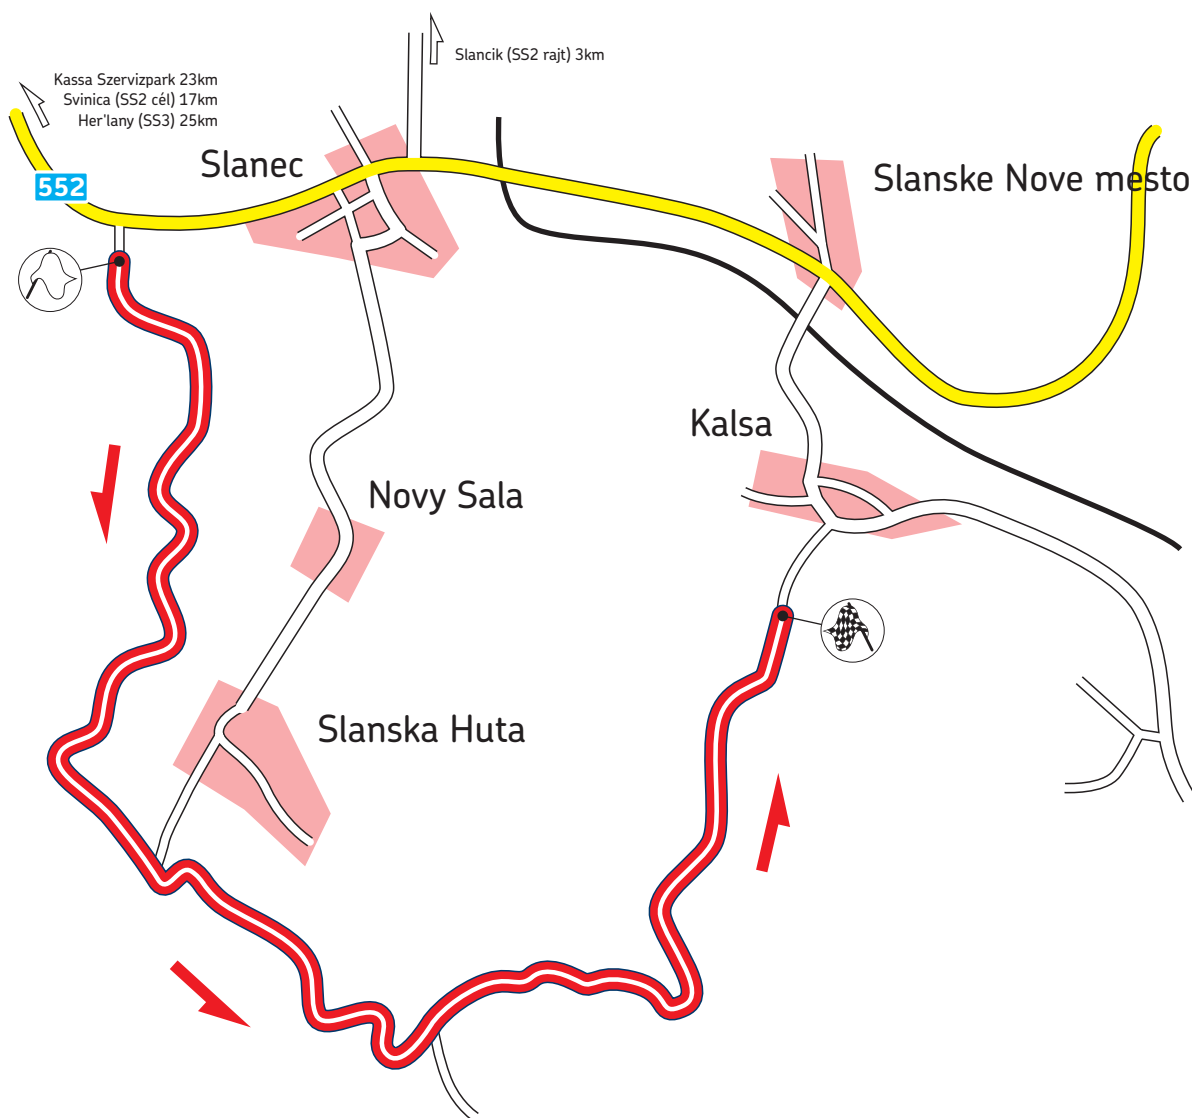 Slancik (SS2 rajt) 3km
Kassa Szervizpark 23km
Svinica (SS2 cél) 17km
Her'lany (SS3) 25km
552
Slanec
Slanske Nove mesto
Kalsa
Novy Sala
Slanska Huta